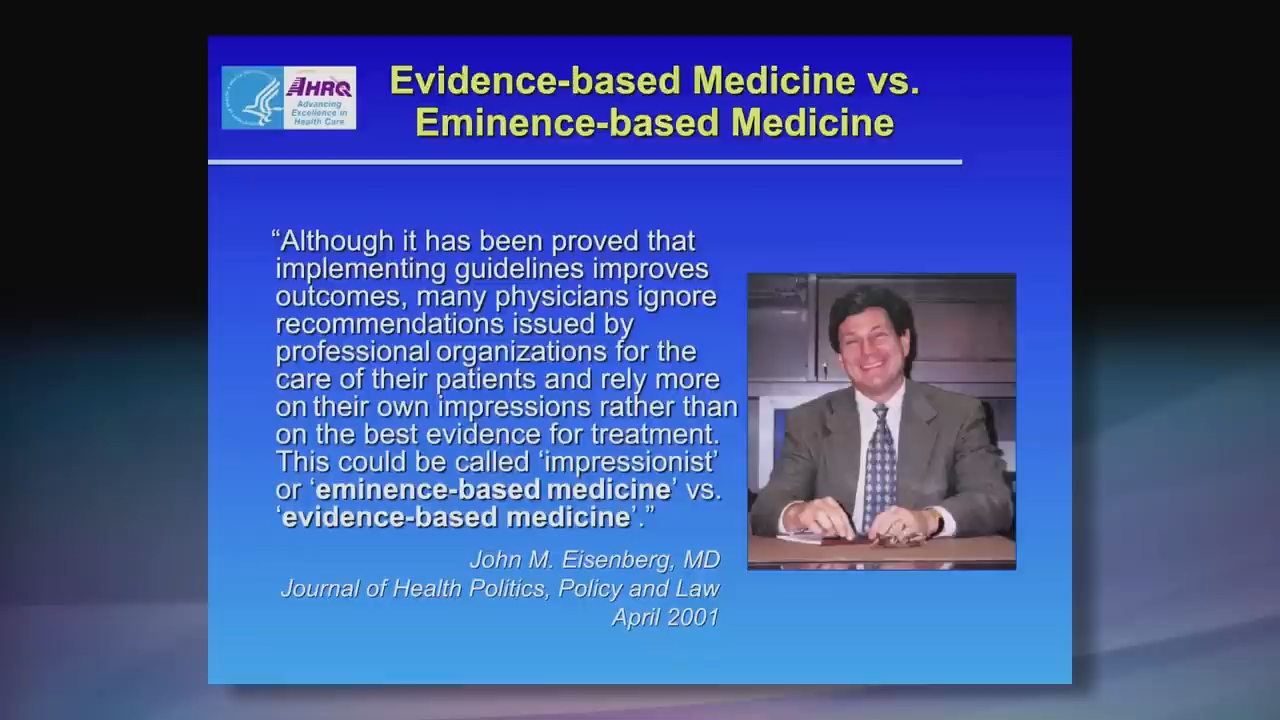 AHRQ
Advancing
Excellence in
Health Care
Evidence-based Medicine vs.
Eminence-based Medicine
“Although it has been proved that
implementing guidelines improves
outcomes, many physicians ignore
recommendations issued by
professional organizations for the
care of their patients and rely more
on their own impressions rather than
on the best evidence for treatment.
This could be called ‘impressionist’
or ‘eminence-based medicine’ vs.
‘evidence-based medicine’.”
John M. Eisenberg, MD
Journal of Health Politics, Policy and Law
April 2001